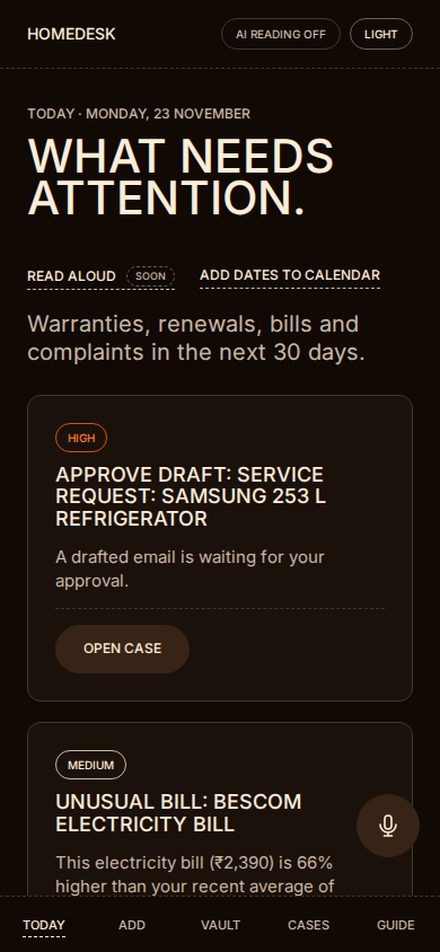 HOMEDESK
AI READING OFF
LIGHT
TODAY · MONDAY, 23 NOVEMBER
WHAT NEEDS
ATTENTION.
READ ALOUD SOON
ADD DATES TO CALENDAR
Warranties, renewals, bills and
complaints in the next 30 days.
HIGH
APPROVE DRAFT: SERVICE
REQUEST: SAMSUNG 253 L
REFRIGERATOR
A drafted email is waiting for your
approval.
OPEN CASE
MEDIUM
UNUSUAL BILL: BESCOM
ELECTRICITY BILL
This electricity bill (₹2,390) is 66%
higher than your recent average of
TODAY
ADD
VAULT
CASES
GUIDE